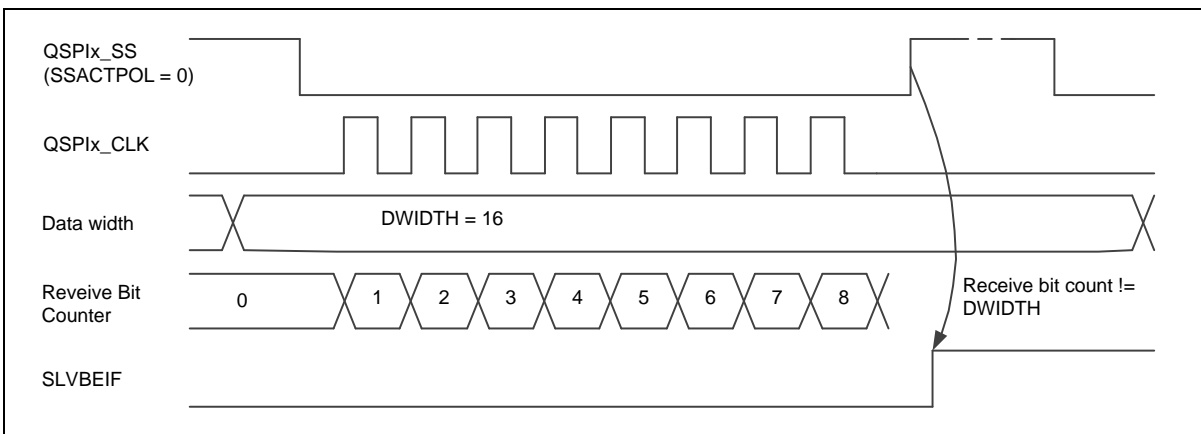 QSPIx_SS
(SSACTPOL = 0)
QSPIx_CLK
Data width
DWIDTH = 16
Reveive Bit
Counter
0
1
2
3
4
5
6
7
8
Receive bit count !=
DWIDTH
SLVBEIF